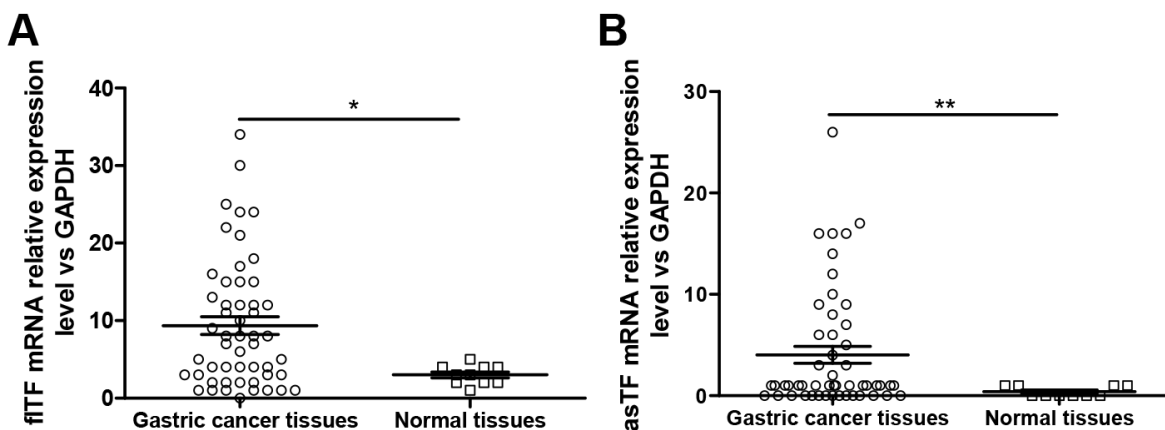 A
flTF mRNA relative expression
level vs GAPDH
40
30
20
10
0
*
Gastric cancer tissues
Normal tissues
B
asTF mRNA relative expression
level vs GAPDH
30
20
10
0
**
Gastric cancer tissues
Normal tissues